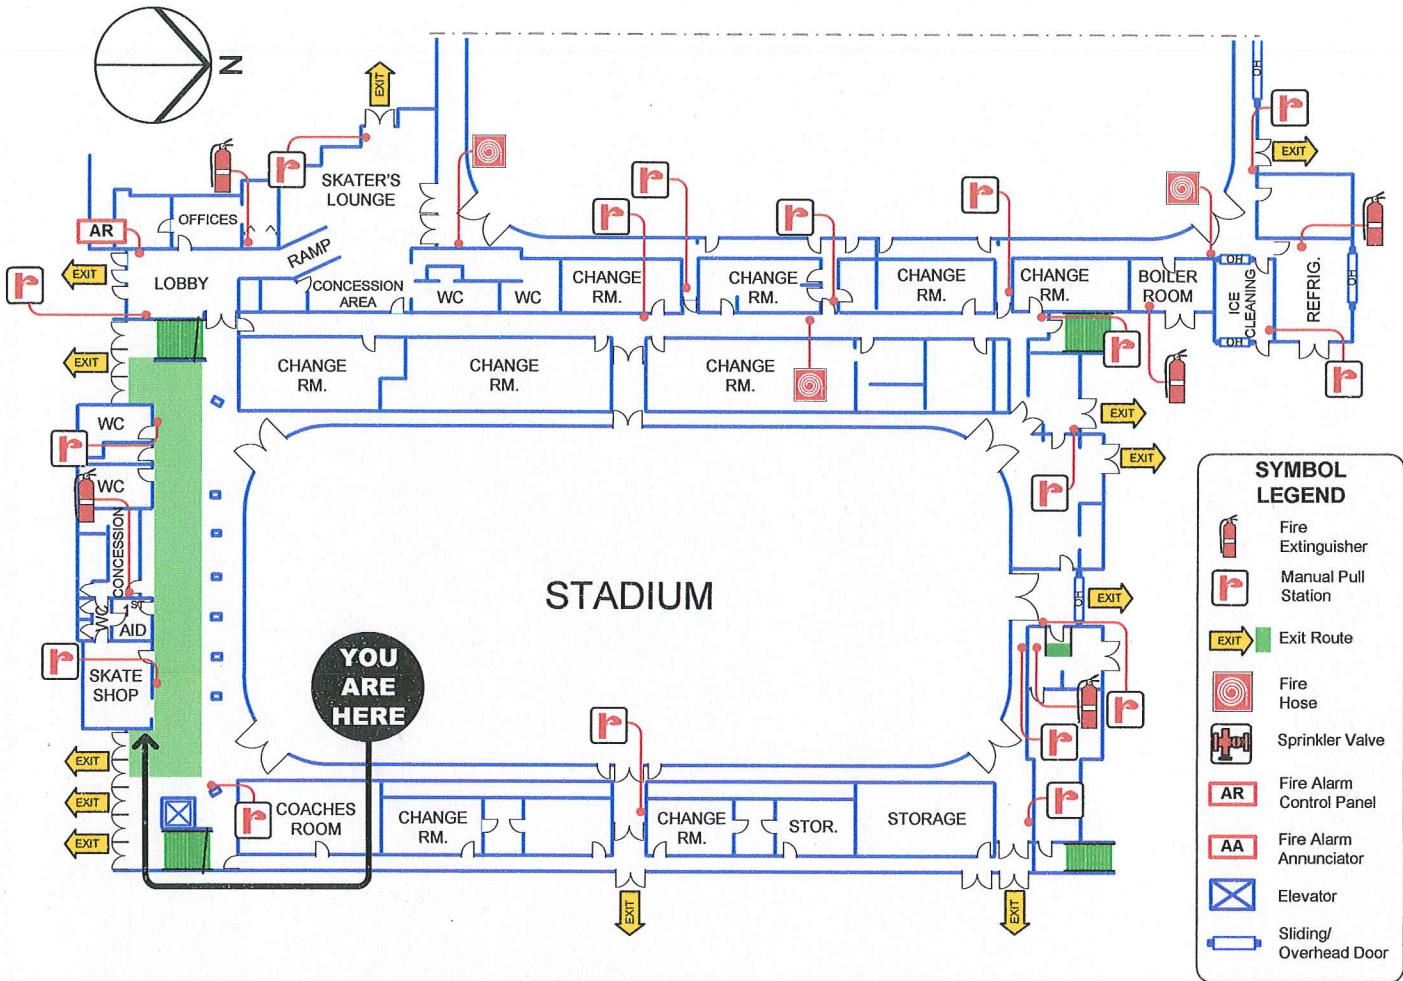 N
EXIT
OH
r
EXIT
SKATER'S
LOUNGE
r
r
r
r
r
OFFICES
AR
EXIT
LOBBY
r
RAMP
CONCESSION
AREA
WC
WC
CHANGE
RM.
CHANGE
RM.
CHANGE
RM.
CHANGE
RM.
BOILER
ROOM
OH
ICE
CLEANING
OH
REFRIG.
OH
r
r
EXIT
CHANGE
RM.
CHANGE
RM.
CHANGE
RM.
EXIT
EXIT
WC
r
WC
CONCESSION
WC
1ST
AID
r
SKATE
SHOP
STADIUM
YOU
ARE
HERE
r
OH
EXIT
r
r
r
r
EXIT
EXIT
EXIT
r
COACHES
ROOM
CHANGE
RM.
CHANGE
RM.
STOR.
STORAGE
EXIT
EXIT
SYMBOL
LEGEND
Fire
Extinguisher
r
Manual Pull
Station
EXIT
Exit Route
Fire
Hose
Sprinkler Valve
AR
Fire Alarm
Control Panel
AA
Fire Alarm
Annunciator
Elevator
Sliding/
Overhead Door